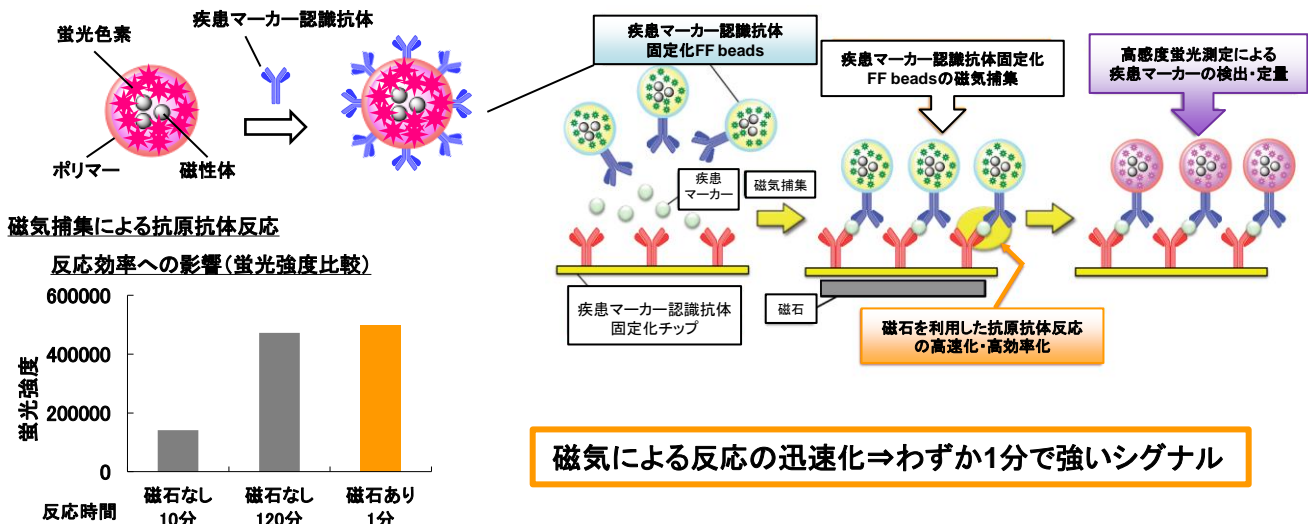 蛍光色素
疾患マーカー認識抗体
ポリマー
磁性体
疾患マーカー認識抗体
固定化FF beads
疾患マーカー認識抗体固定化
FF beadsの磁気捕集
高感度蛍光測定による
疾患マーカーの検出・定量
疾患
マーカー
磁気捕集
疾患マーカー認識抗体
固定化チップ
磁石
磁石を利用した抗原抗体反応
の高速化・高効率化
磁気捕集による抗原抗体反応
反応効率への影響(蛍光強度比較)
蛍光強度
600000
400000
200000
0
反応時間
磁石なし
10分
磁石なし
120分
磁石あり
1分
磁気による反応の迅速化⇒わずか1分で強いシグナル